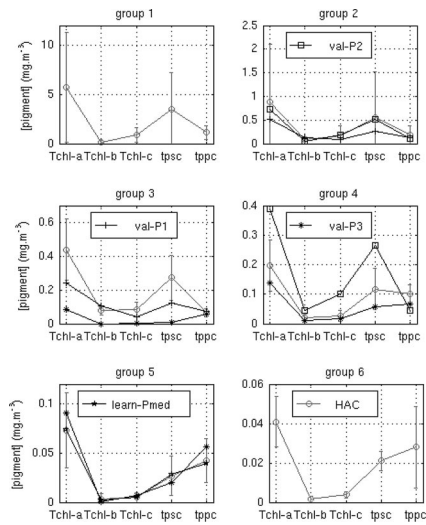 group 1
group 2
[pigment] (mg.m-3)
10
5
0
2.5
2
1.5
1
0.5
0
val-P2
Tchl-a Tchl-b Tchl-c tpsc tppc
Tchl-a Tchl-b Tchl-c tpsc tppc
group 3
group 4
[pigment] (mg.m-3)
0.6
0.4
0.2
0
val-P1
0.4
0.3
0.2
0.1
0
val-P3
Tchl-a Tchl-b Tchl-c tpsc tppc
Tchl-a Tchl-b Tchl-c tpsc tppc
group 5
group 6
[pigment] (mg.m-3)
0.1
0.05
0
learn-Pmed
0.06
0.04
0.02
0
HAC
Tchl-a Tchl-b Tchl-c tpsc tppc
Tchl-a Tchl-b Tchl-c tpsc tppc